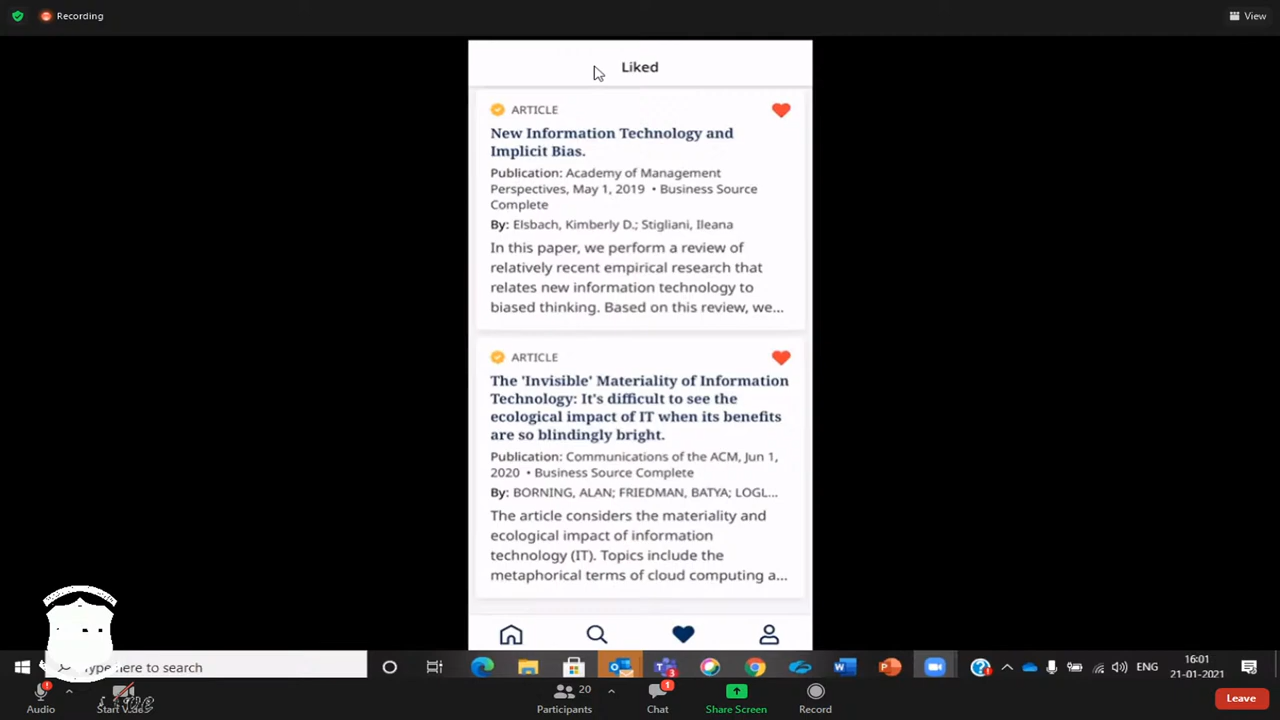 Recording
View
Liked
ARTICLE
New Information Technology and
Implicit Bias.
Publication: Academy of Management
Perspectives, May 1, 2019 • Business Source
Complete
By: Elsbach, Kimberly D.; Stigliani, Ileana
In this paper, we perform a review of
relatively recent empirical research that
relates new information technology to
biased thinking. Based on this review, we...
ARTICLE
The 'Invisible' Materiality of Information
Technology: It's difficult to see the
ecological impact of IT when its benefits
are so blindingly bright.
Publication: Communications of the ACM, Jun 1,
2020 • Business Source Complete
By: BORNING, ALAN; FRIEDMAN, BATYA; LOGL...
The article considers the materiality and
ecological impact of information
technology (IT). Topics include the
metaphorical terms of cloud computing a...
here to search
3
ENG
16:01
21-01-2021
Audio
20
Participants
1
Chat
Share Screen
Record
Leave